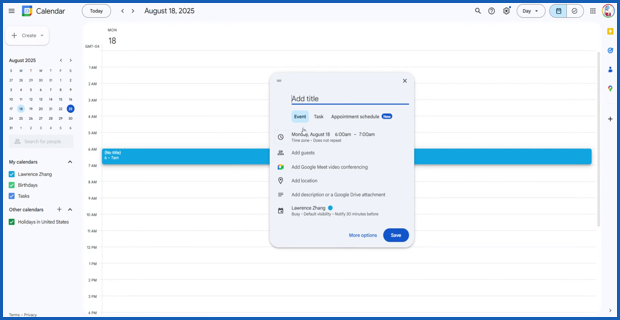 Calendar
Today
August 18, 2025
Day
Create
August 2025
S M T W T F S
27 28 29 30 31 1 2
3 4 5 6 7 8 9
10 11 12 13 14 15 16
17 18 19 20 21 22 23
24 25 26 27 28 29 30
31 1 2 3 4 5 6
Search for people
My calendars
Lawrence Zhang
Birthdays
Tasks
Other calendars
Holidays in United States
Terms – Privacy
MON
18
GMT-04
1 AM
2 AM
3 AM
4 AM
5 AM
6 AM
7 AM
8 AM
9 AM
10 AM
11 AM
12 PM
1 PM
2 PM
3 PM
4 PM
(No title)
6 – 7am
Add title
Event Task Appointment schedule New
Monday, August 18 6:00am – 7:00am
Time zone • Does not repeat
Add guests
Add Google Meet video conferencing
Add location
Add description or a Google Drive attachment
Lawrence Zhang
Busy • Default visibility • Notify 30 minutes before
More options Save